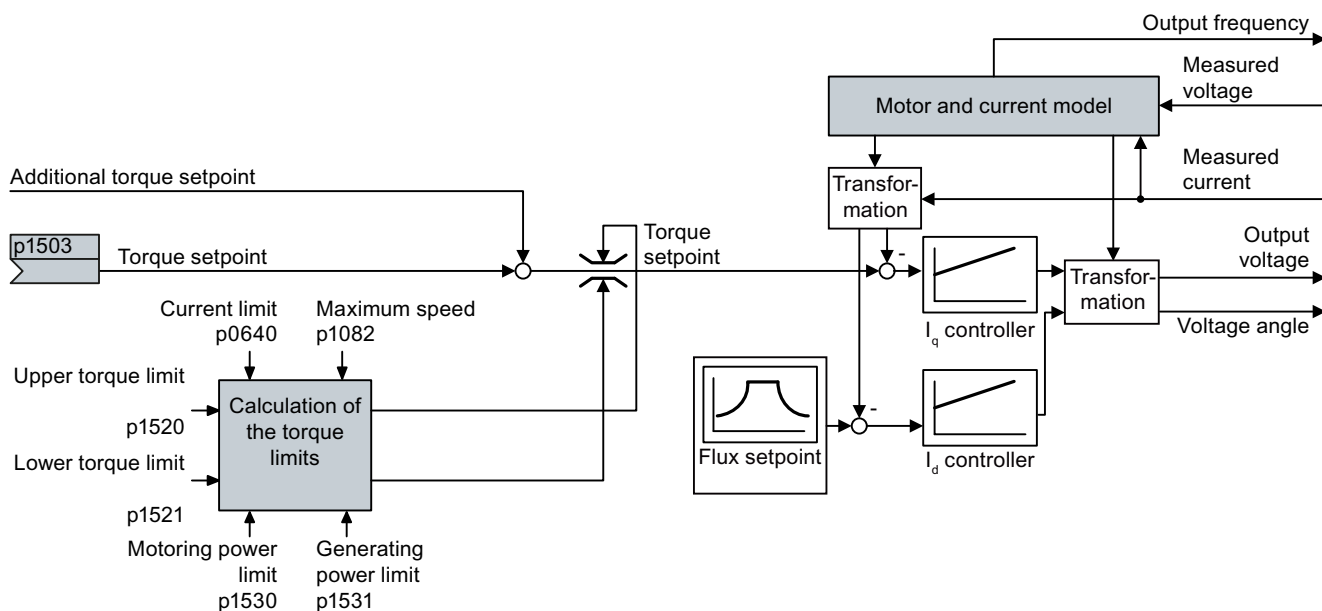 Output frequency
Measured
voltage
Motor and current model
Measured
current
Additional torque setpoint
Transfor-
mation
p1503
Torque setpoint
Torque
setpoint
-
Output
voltage
Transfor-
mation
Voltage angle
Current limit
p0640
Maximum speed
p1082
Iq controller
Upper torque limit
p1520
Calculation of
the torque
limits
Lower torque limit
p1521
-
Flux setpoint
Id controller
Motoring power
limit
p1530
Generating
power limit
p1531